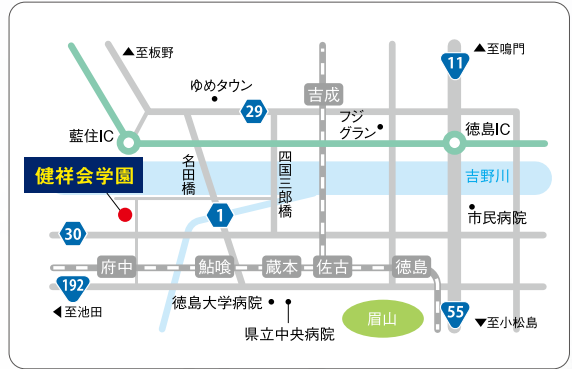 ▲至板野
▲至鳴門
11
ゆめタウン
吉成
29
フジ
グラン
藍住IC
徳島IC
名田橋
四国三郎橋
健祥会学園
吉野川
1
市民病院
30
府中
鮎喰
蔵本
佐古
徳島
192
徳島大学病院
県立中央病院
眉山
55
◀至池田
▼至小松島